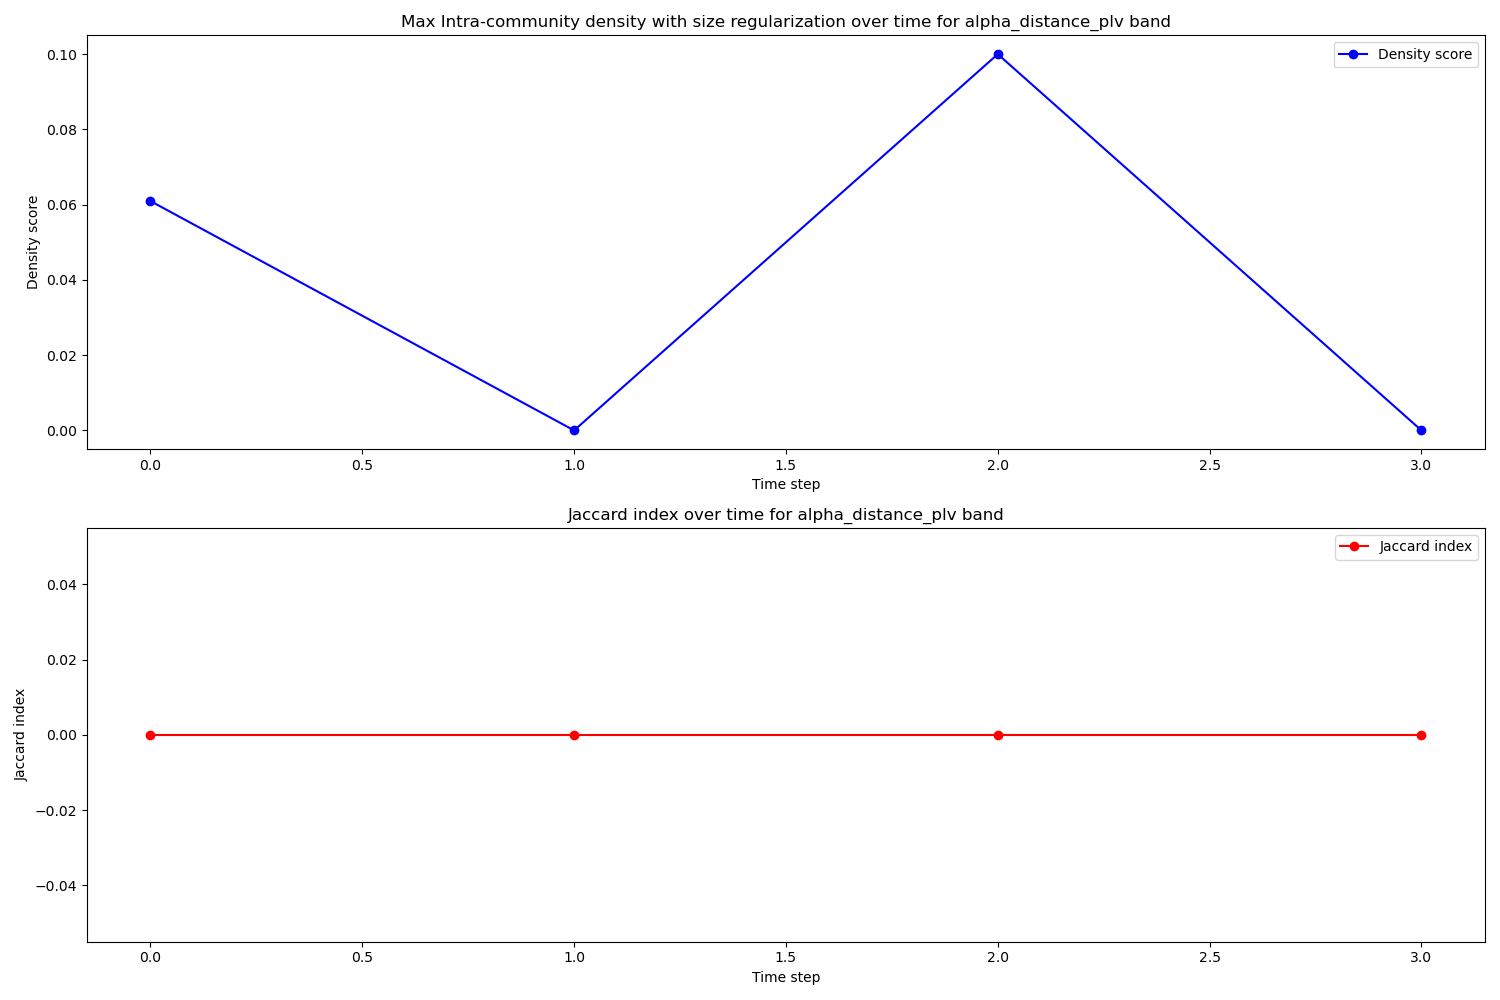 Max Intra-community density with size regularization over time for alpha_distance_plv band
Density score
0.10
0.08
0.06
0.04
0.02
0.00
Density score
0.0 0.5 1.0 1.5 2.0 2.5 3.0
Time step
Jaccard index over time for alpha_distance_plv band
Jaccard index
0.04
0.02
0.00
−0.02
−0.04
Jaccard index
0.0 0.5 1.0 1.5 2.0 2.5 3.0
Time step